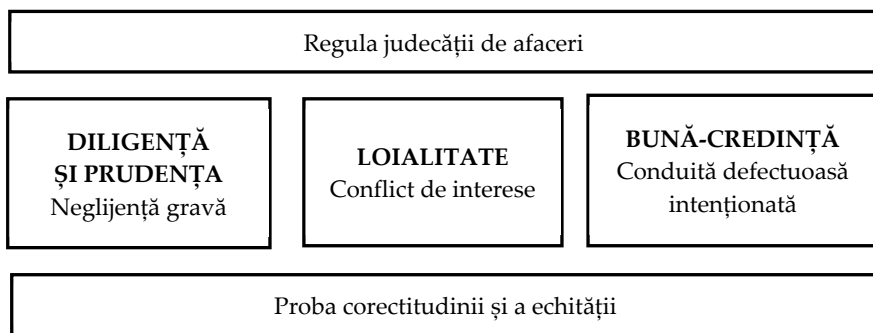 Regula judecății de afaceri
DILIGENȚĂ
ȘI PRUDENȚA
Neglijență gravă
LOIALITATE
Conflict de interese
BUNĂ-CREDINȚĂ
Conduită defectuoasă
intenționată
Proba corectitudinii și a echității